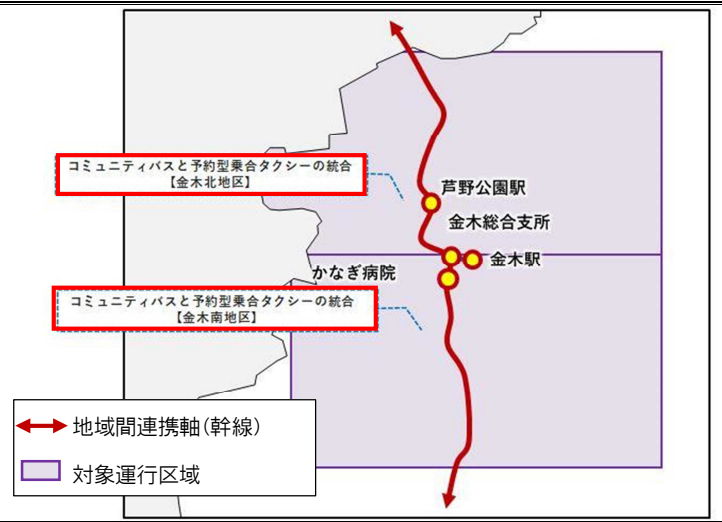 コミュニティバスと予約型乗合タクシーの統合
【金木北地区】
芦野公園駅
金木総合支所
金木駅
かなぎ病院
コミュニティバスと予約型乗合タクシーの統合
【金木南地区】
地域間連携軸(幹線)
対象運行区域